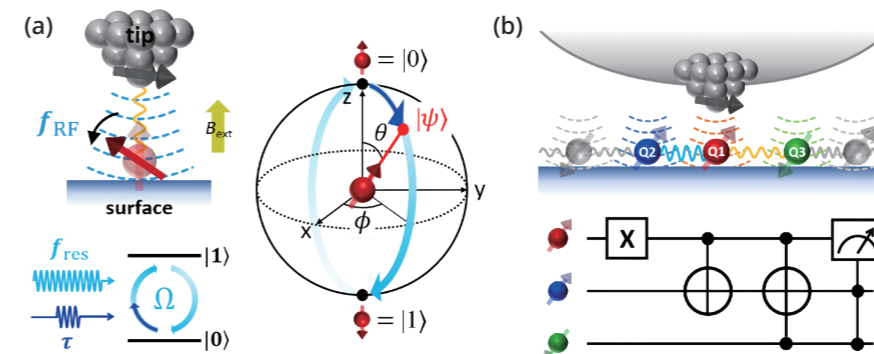 (a)
tip
f_RF
B_ext
surface
f_res
τ
Ω
|1⟩
|0⟩
= |0⟩
z
θ
|ψ⟩
y
x
ϕ
= |1⟩
(b)
Q2
Q1
Q3
X